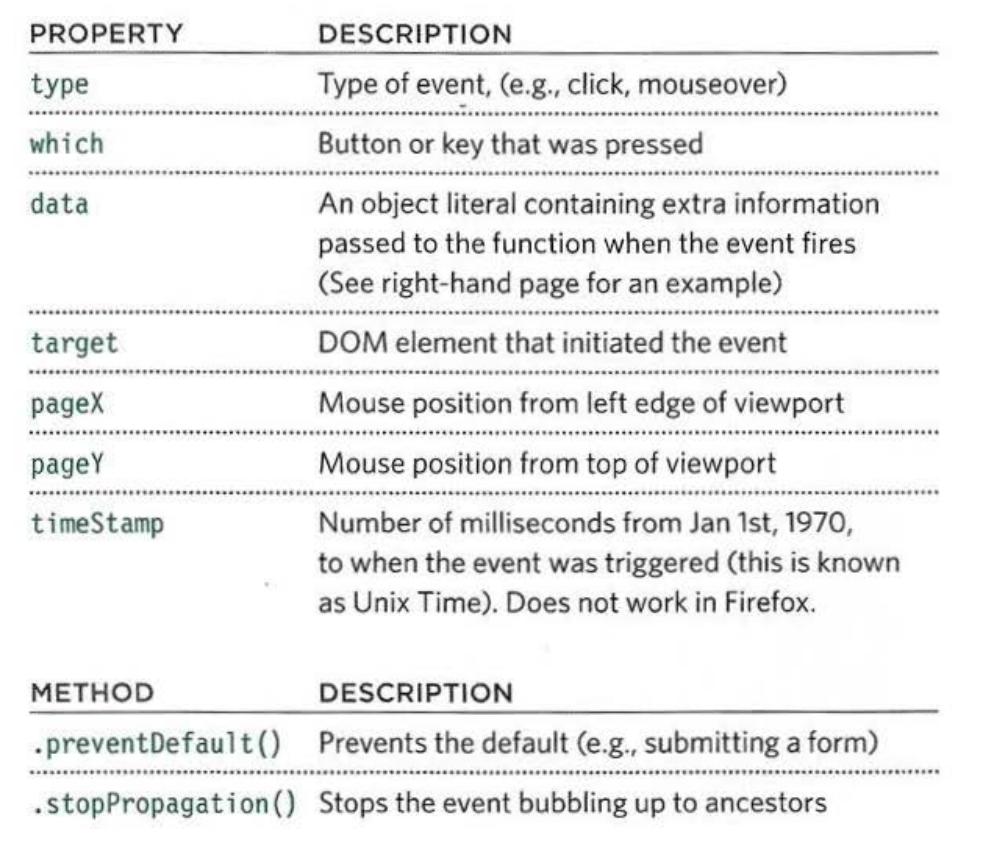 PROPERTY DESCRIPTION
type Type of event, (e.g., click, mouseover)
which Button or key that was pressed
data An object literal containing extra information
passed to the function when the event fires
(See right-hand page for an example)
target DOM element that initiated the event
pageX Mouse position from left edge of viewport
pageY Mouse position from top of viewport
timeStamp Number of milliseconds from Jan 1st, 1970,
to when the event was triggered (this is known
as Unix Time). Does not work in Firefox.
METHOD DESCRIPTION
.preventDefault() Prevents the default (e.g., submitting a form)
.stopPropagation() Stops the event bubbling up to ancestors